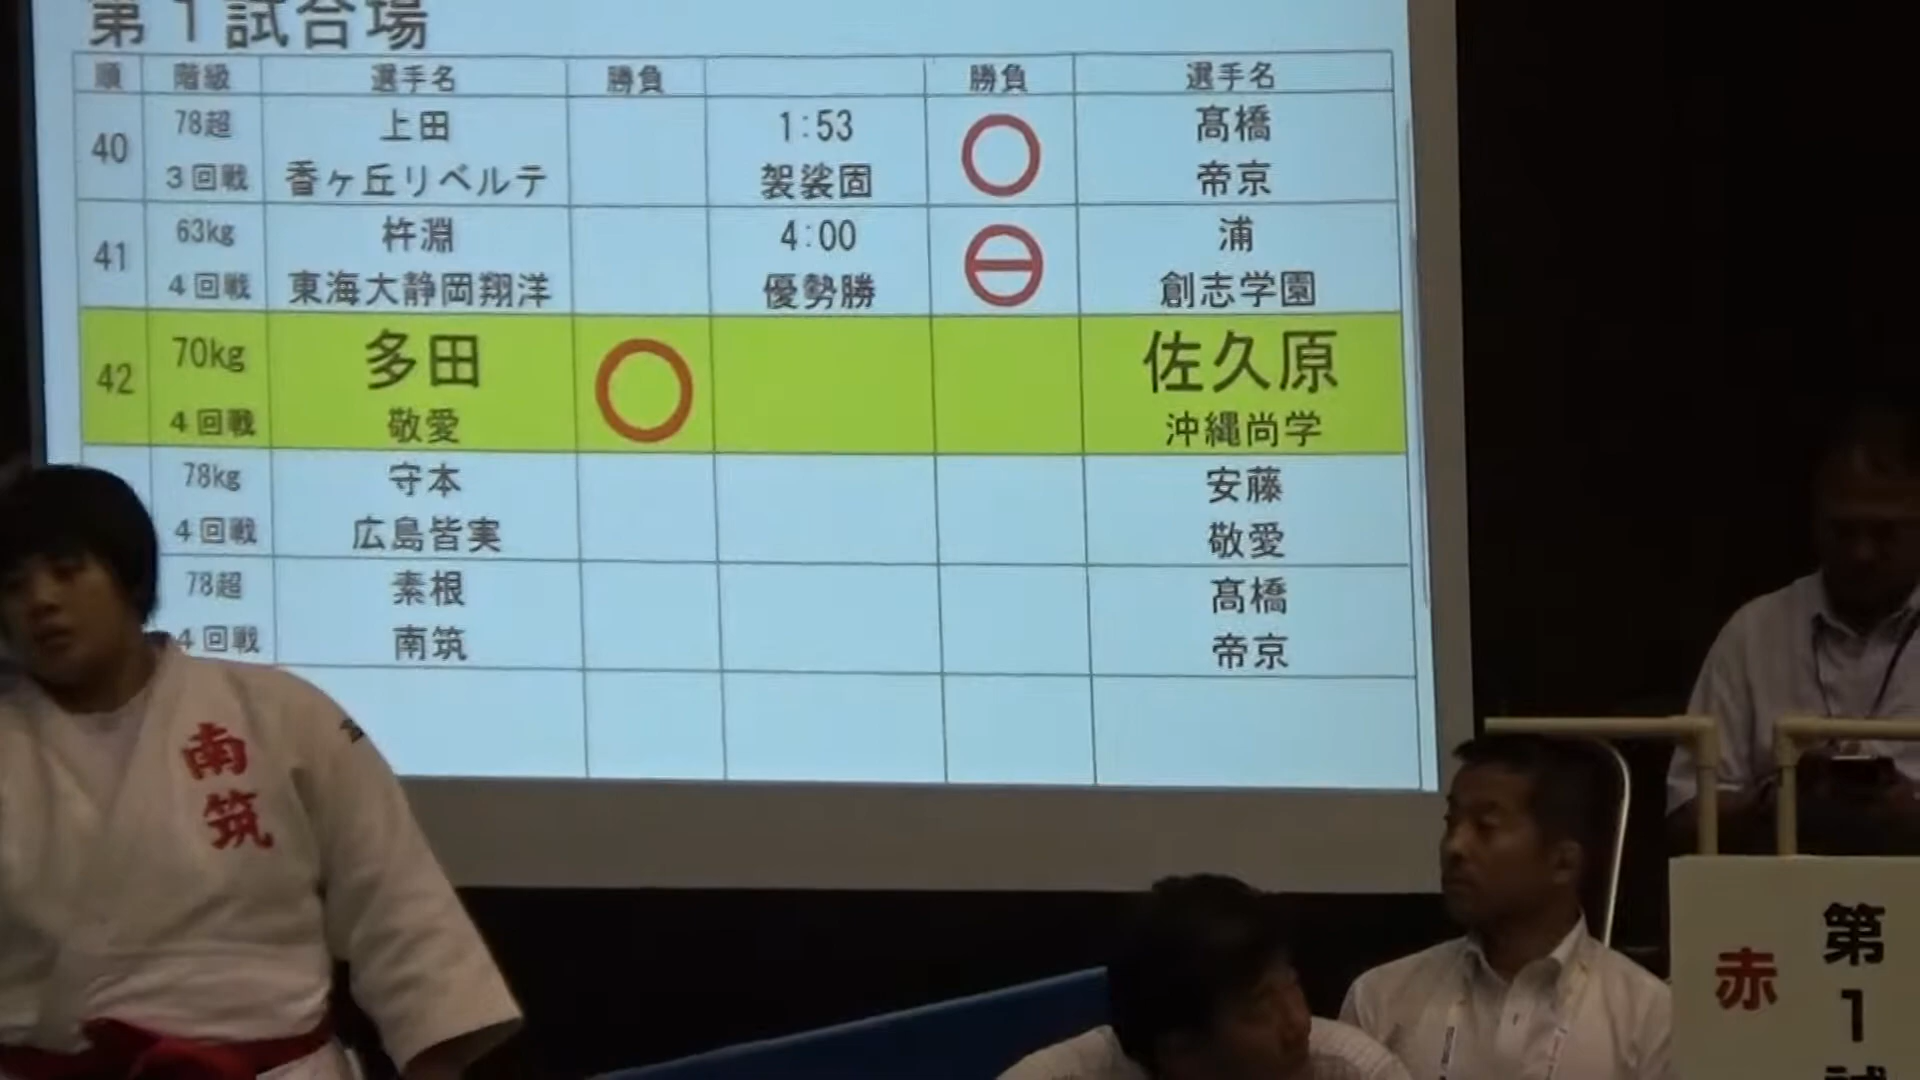 第1試合場
順 階級 選手名 勝負 勝負 選手名
40 78超 上田 1:53 髙橋
3回戦 香ヶ丘リベルテ 袈裟固 帝京
41 63kg 杵淵 4:00 浦
4回戦 東海大静岡翔洋 優勢勝 創志学園
42 70kg 多田 佐久原
4回戦 敬愛 沖縄尚学
78kg 守本 安藤
4回戦 広島皆実 敬愛
78超 素根 髙橋
4回戦 南筑 帝京
南筑
赤
第1試